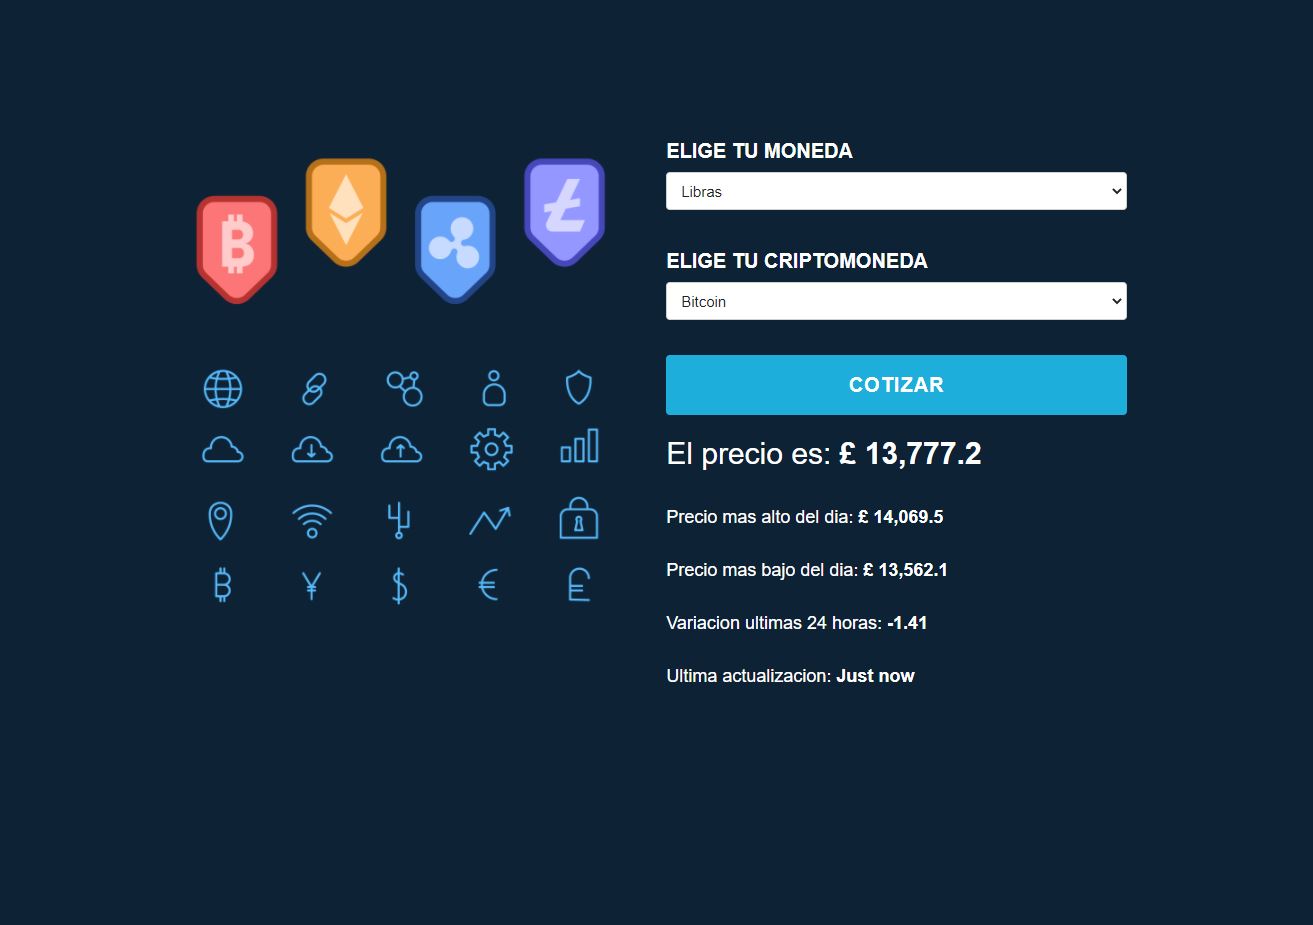 ELIGE TU MONEDA
Libras
ELIGE TU CRIPTOMONEDA
Bitcoin
COTIZAR
El precio es: £ 13,777.2
Precio mas alto del dia: £ 14,069.5
Precio mas bajo del dia: £ 13,562.1
Variacion ultimas 24 horas: -1.41
Ultima actualizacion: Just now